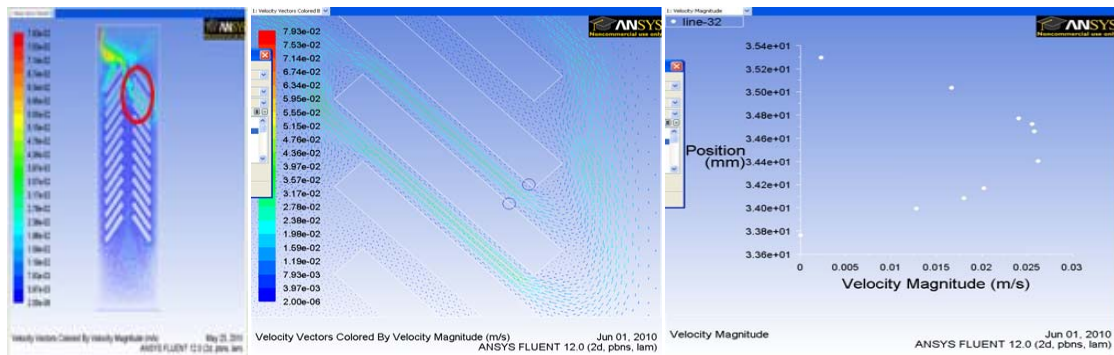 ANSYS
Noncommercial use only
Velocity Vectors Colored By Velocity Magnitude (m/s)
ANSYS FLUENT 12.0 (2d, pbns, lam)
1: Velocity Vectors Colored B
ANSYS
Noncommercial use only
7.93e-02
7.53e-02
7.14e-02
6.74e-02
6.34e-02
5.95e-02
5.55e-02
5.15e-02
4.76e-02
4.36e-02
3.97e-02
3.57e-02
3.17e-02
2.78e-02
2.38e-02
1.98e-02
1.59e-02
1.19e-02
7.93e-03
3.97e-03
2.00e-06
Velocity Vectors Colored By Velocity Magnitude (m/s)
Jun 01, 2010
ANSYS FLUENT 12.0 (2d, pbns, lam)
1: Velocity Magnitude
line-32
ANSYS
Noncommercial use only
3.54e+01
3.52e+01
3.50e+01
3.48e+01
3.46e+01
3.44e+01
3.42e+01
3.40e+01
3.38e+01
3.36e+01
Position
(mm)
0
0.005
0.01
0.015
0.02
0.025
0.03
Velocity Magnitude (m/s)
Velocity Magnitude
Jun 01, 2010
ANSYS FLUENT 12.0 (2d, pbns, lam)